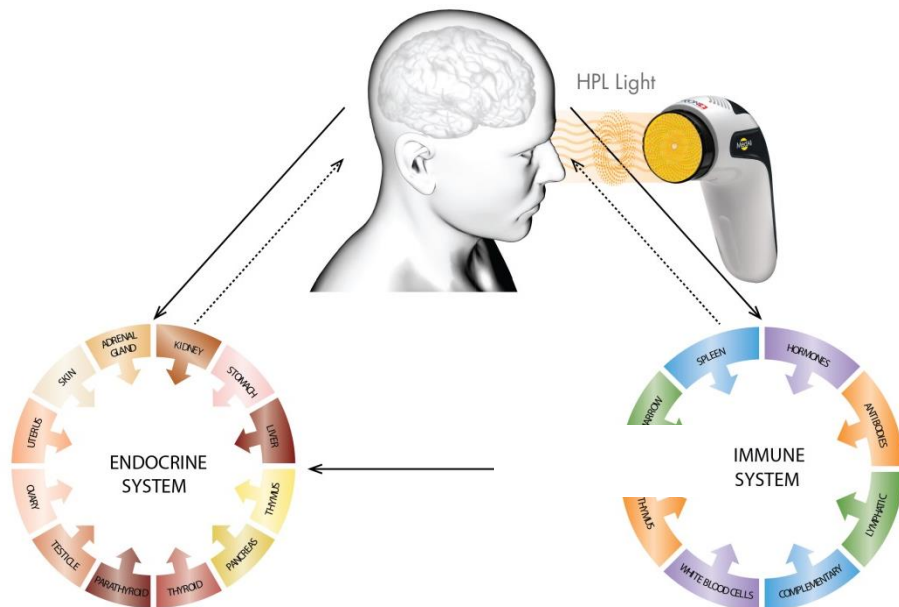 HPL Light
ADRENAL
GLAND
KIDNEY
STOMACH
LIVER
THYMUS
PANCREAS
THYROID
PARATHYROID
TESTICLE
OVARY
UTERUS
SKIN
ENDOCRINE
SYSTEM
SPLEEN
HORMONES
ANTIBODIES
LYMPHATIC
COMPLEMENTARY
WHITE BLOOD CELLS
THYMUS
IMMUNE
SYSTEM